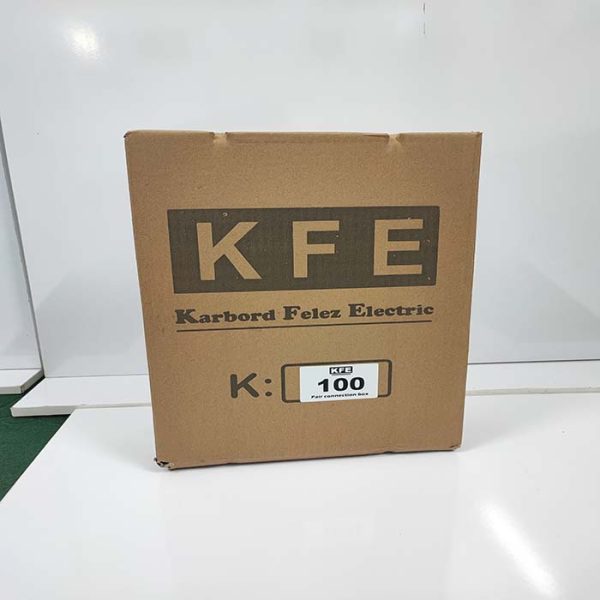 KFE
Karbord Felez Electric
K:
KFE
100
Pair connection box